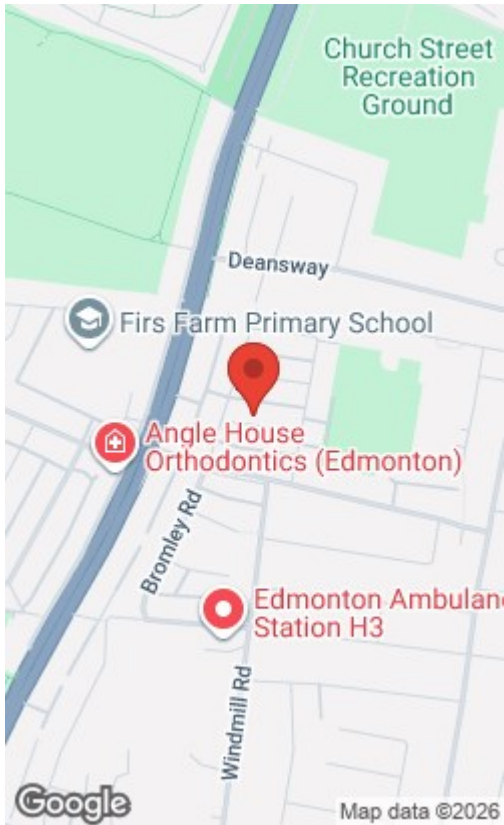 Church Street
Recreation
Ground
Deansway
Firs Farm Primary School
Angle House
Orthodontics (Edmonton)
Bromley Rd
Edmonton Ambulan
Station H3
Windmill Rd
Google
Map data ©2026